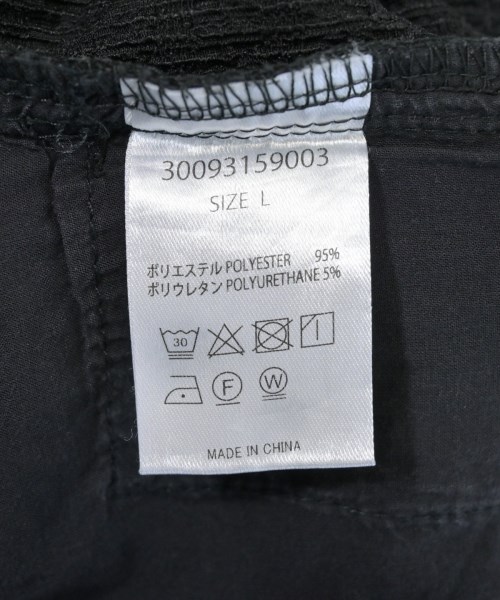 30093159003
SIZE L
ポリエステル POLYESTER 95%
ポリウレタン POLYURETHANE 5%
30
F W
MADE IN CHINA